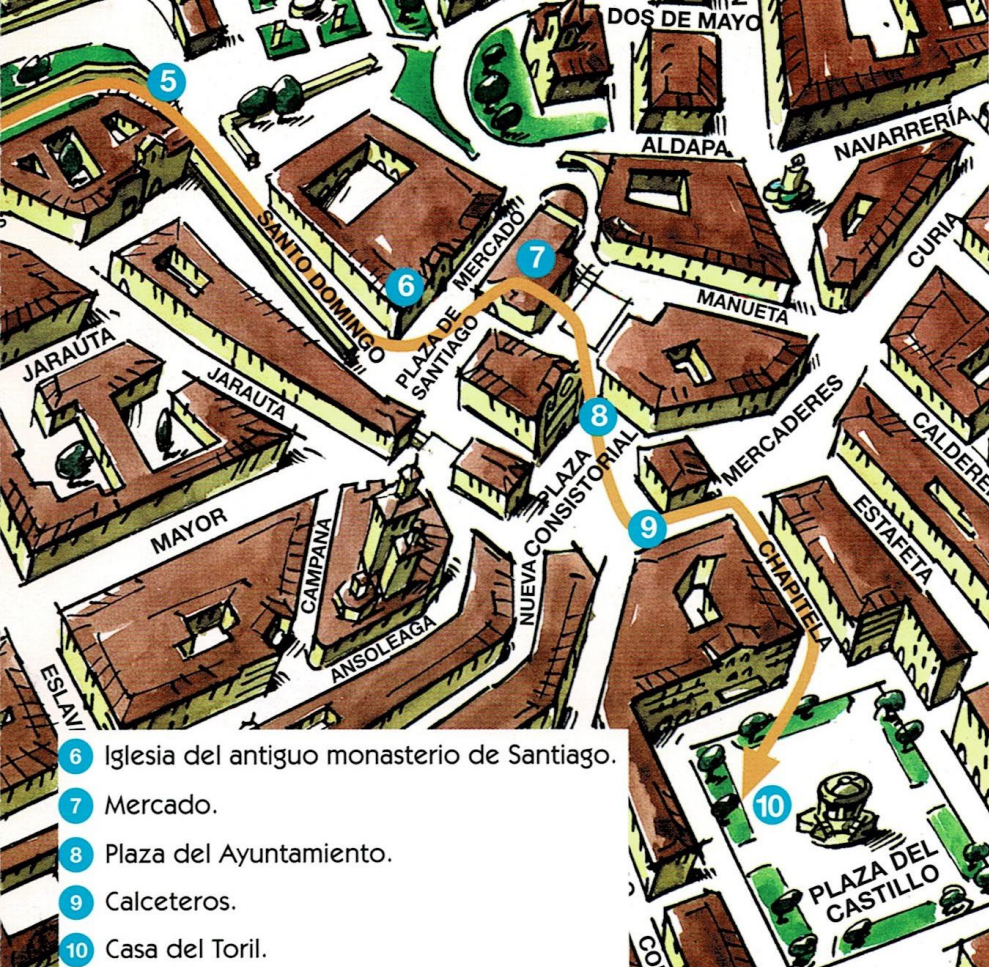 DOS DE MAYO
5
ALDAPA
NAVARRERÍA
SANTO DOMINGO
MERCADO
7
6
CURIA
PLAZA DE
SANTIAGO
MANUETA
JARAUTA
JARAUTA
8
MERCADERES
CALDERE
PLAZA
CONSISTORIAL
9
ESTAFETA
MAYOR
CAMPANA
NUEVA
CHAPITELA
ANSOLEAGA
ESLAV
10
PLAZA DEL
CASTILLO
6 Iglesia del antiguo monasterio de Santiago.
7 Mercado.
8 Plaza del Ayuntamiento.
9 Calceteros.
10 Casa del Toril.